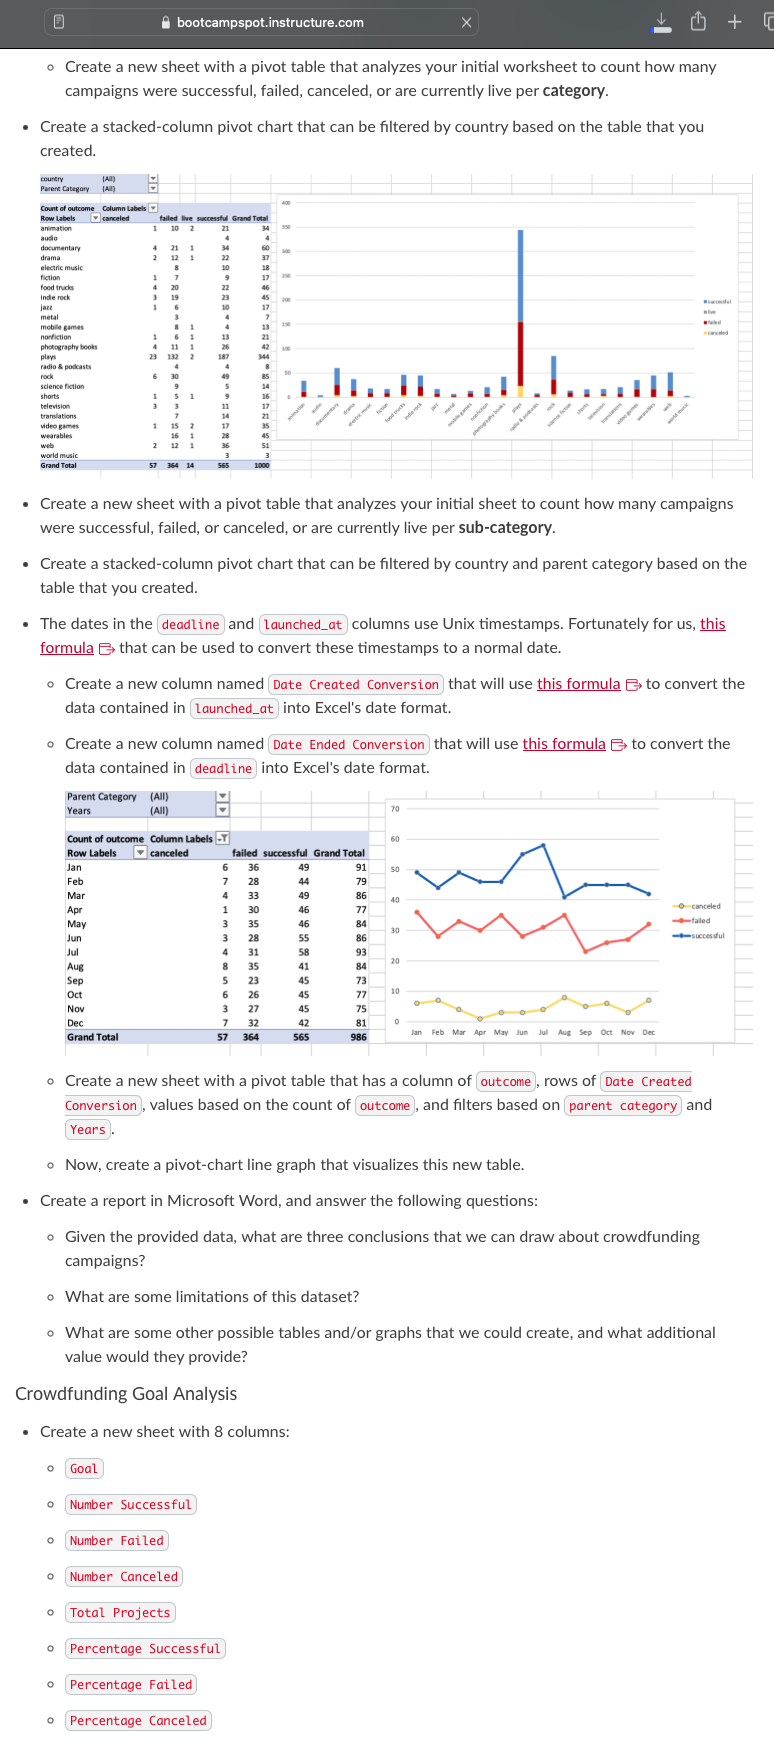 bootcampspot.instructure.com
Create a new sheet with a pivot table that analyzes your initial worksheet to count how many
campaigns were successful, failed, canceled, or are currently live per category.
Create a stacked-column pivot chart that can be filtered by country based on the table that you
created.
country (All)
Parent Category (All)
Count of outcome Column Labels
Row Labels canceled failed live successful Grand Total
animation 1 10 2 21 34
audio 4 4
documentary 4 21 1 34 60
drama 2 12 1 22 37
electric music 8 10 18
fiction 1 7 9 17
food trucks 4 20 22 46
indie rock 3 19 23 45
jazz 1 6 10 17
metal 3 4 7
mobile games 8 1 4 13
nonfiction 1 6 1 13 21
photography books 4 11 1 26 42
plays 23 132 2 187 344
radio & podcasts 4 4 8
rock 6 30 49 85
science fiction 9 5 14
shorts 1 5 1 9 16
television 3 3 11 17
translations 7 14 21
video games 1 15 2 17 35
wearables 16 1 28 45
web 2 12 1 36 51
world music 3 3
Grand Total 57 364 14 565 1000
400
350
300
250
200
150
100
50
0
animation audio documentary drama electric music fiction food trucks indie rock jazz metal mobile games nonfiction photography books plays radio & podcasts rock science fiction shorts television translations video games wearables web world music
successful
live
failed
canceled
Create a new sheet with a pivot table that analyzes your initial sheet to count how many campaigns
were successful, failed, or canceled, or are currently live per sub-category.
Create a stacked-column pivot chart that can be filtered by country and parent category based on the
table that you created.
The dates in the deadline and launched_at columns use Unix timestamps. Fortunately for us, this
formula that can be used to convert these timestamps to a normal date.
Create a new column named Date Created Conversion that will use this formula to convert the
data contained in launched_at into Excel's date format.
Create a new column named Date Ended Conversion that will use this formula to convert the
data contained in deadline into Excel's date format.
Parent Category (All)
Years (All)
Count of outcome Column Labels
Row Labels canceled failed successful Grand Total
Jan 6 36 49 91
Feb 7 28 44 79
Mar 4 33 49 86
Apr 1 30 46 77
May 3 35 46 84
Jun 3 28 55 86
Jul 4 31 58 93
Aug 8 35 41 84
Sep 5 23 45 73
Oct 6 26 45 77
Nov 3 27 45 75
Dec 7 32 42 81
Grand Total 57 364 565 986
70
60
50
40
30
20
10
0
Jan Feb Mar Apr May Jun Jul Aug Sep Oct Nov Dec
canceled
failed
successful
Create a new sheet with a pivot table that has a column of outcome, rows of Date Created
Conversion, values based on the count of outcome, and filters based on parent category and
Years.
Now, create a pivot-chart line graph that visualizes this new table.
Create a report in Microsoft Word, and answer the following questions:
Given the provided data, what are three conclusions that we can draw about crowdfunding
campaigns?
What are some limitations of this dataset?
What are some other possible tables and/or graphs that we could create, and what additional
value would they provide?
Crowdfunding Goal Analysis
Create a new sheet with 8 columns:
Goal
Number Successful
Number Failed
Number Canceled
Total Projects
Percentage Successful
Percentage Failed
Percentage Canceled